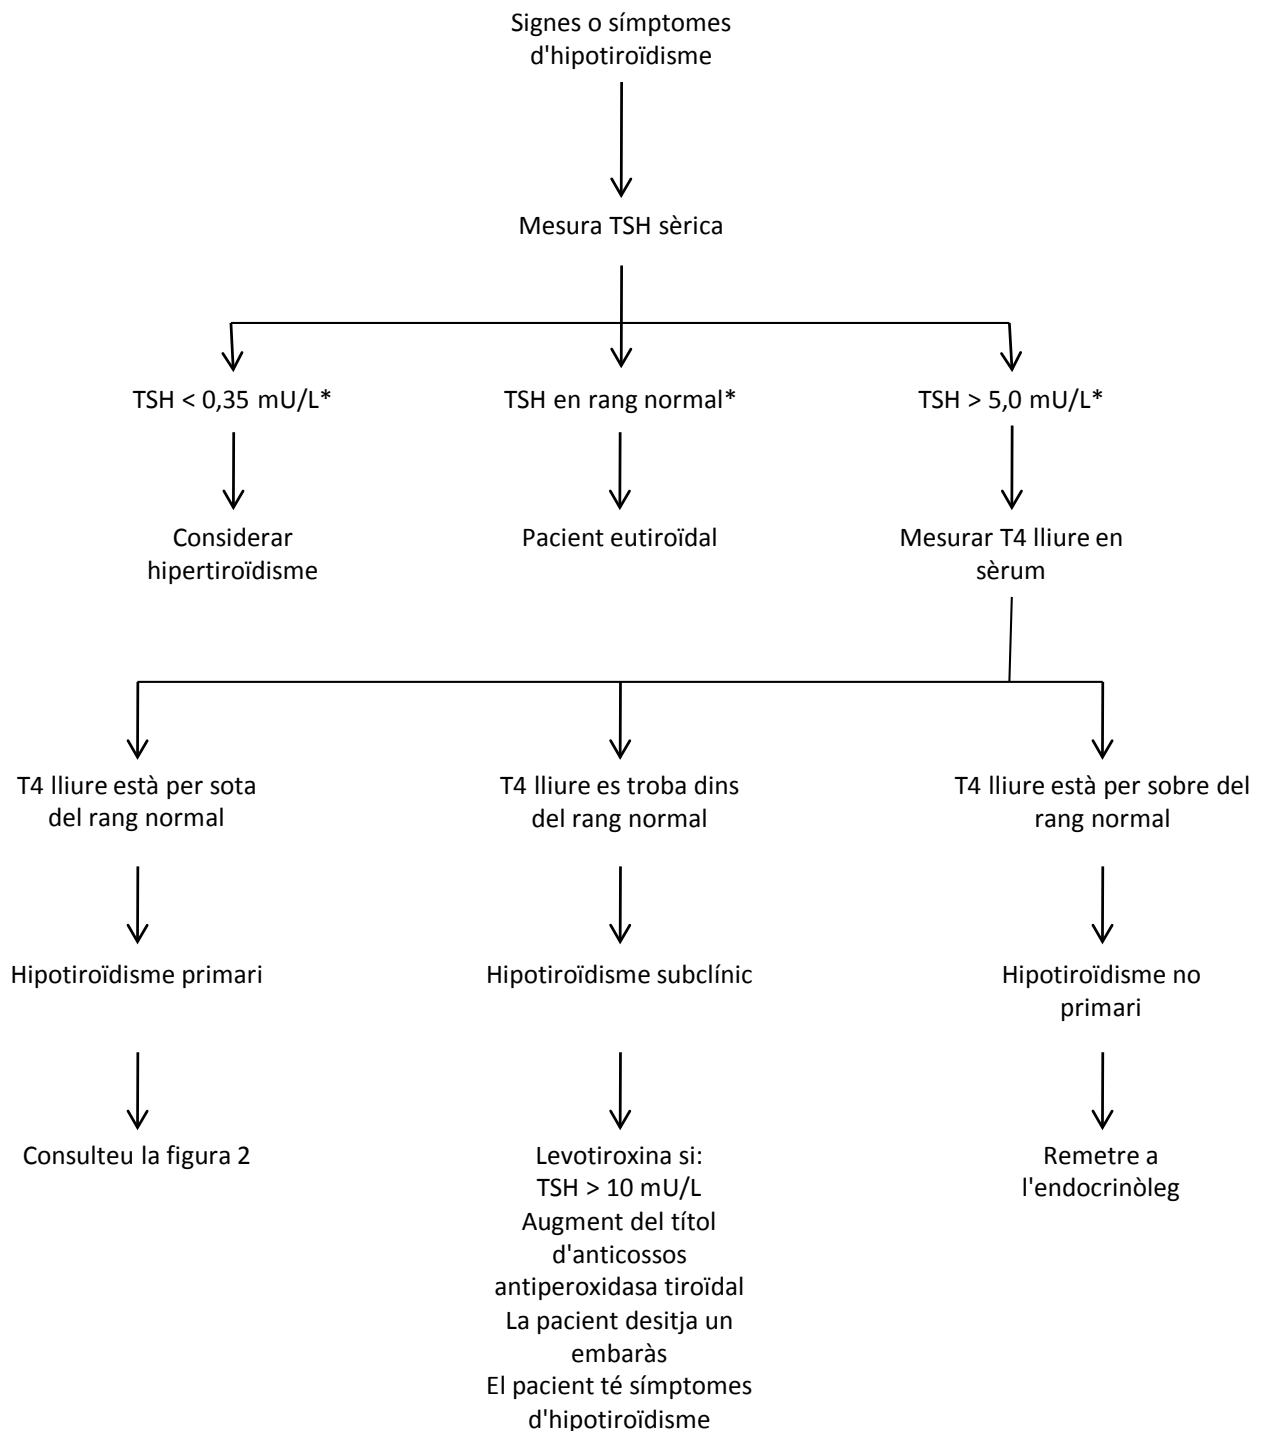 Signes o símptomes
d'hipotiroïdisme
Mesura TSH sèrica
TSH < 0,35 mU/L*
TSH en rang normal*
TSH > 5,0 mU/L*
Considerar
hipertiroïdisme
Pacient eutiroïdal
Mesurar T4 lliure en
sèrum
T4 lliure està per sota
del rang normal
T4 lliure es troba dins
del rang normal
T4 lliure està per sobre del
rang normal
Hipotiroïdisme primari
Hipotiroïdisme subclínic
Hipotiroïdisme no
primari
Consulteu la figura 2
Levotiroxina si:
TSH > 10 mU/L
Augment del títol
d'anticossos
antiperoxidasa tiroïdal
La pacient desitja un
embaràs
El pacient té símptomes
d'hipotiroïdisme
Remetre a
l'endocrinòleg